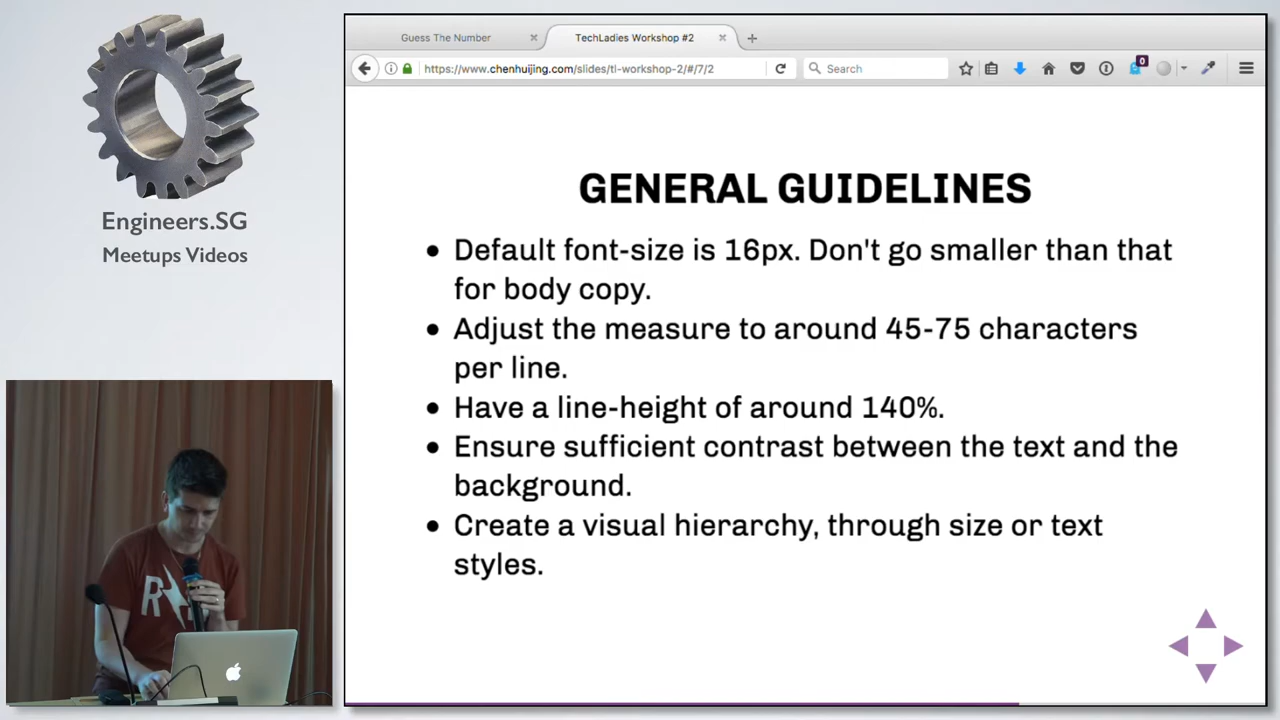 Engineers.SG
Meetups Videos
Guess The Number
TechLadies Workshop #2
https://www.chenhuijing.com/slides/tl-workshop-2/#/7/2
Search
0
GENERAL GUIDELINES
• Default font-size is 16px. Don't go smaller than that
for body copy.
• Adjust the measure to around 45-75 characters
per line.
• Have a line-height of around 140%.
• Ensure sufficient contrast between the text and the
background.
• Create a visual hierarchy, through size or text
styles.